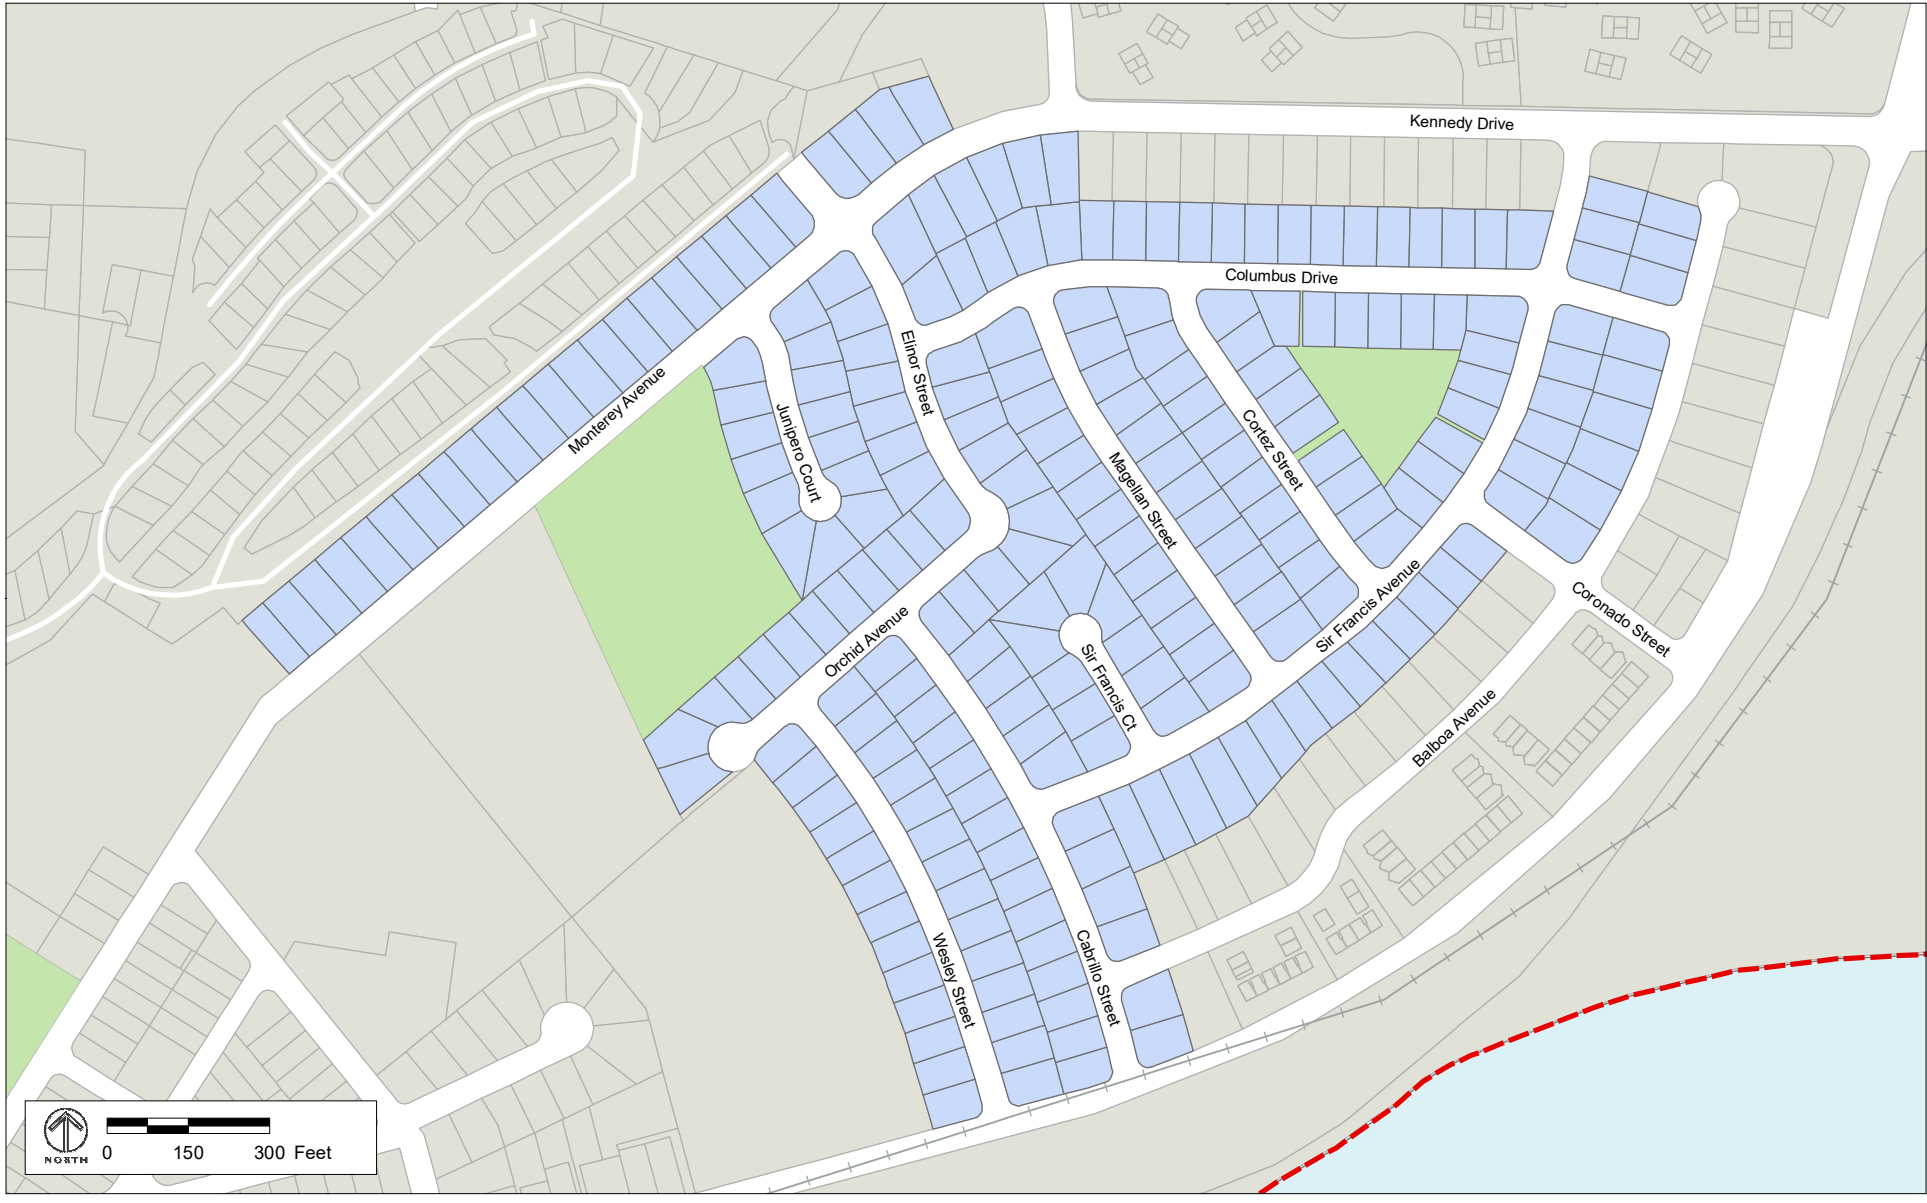 Kennedy Drive
Columbus Drive
Elinor Street
Monterey Avenue
Junipero Court
Cortez Street
Magellan Street
Sir Francis Avenue
Coronado Street
Orchid Avenue
Sir Francis Ct
Balboa Avenue
Wesley Street
Cabrillo Street
NORTH
0 150 300 Feet